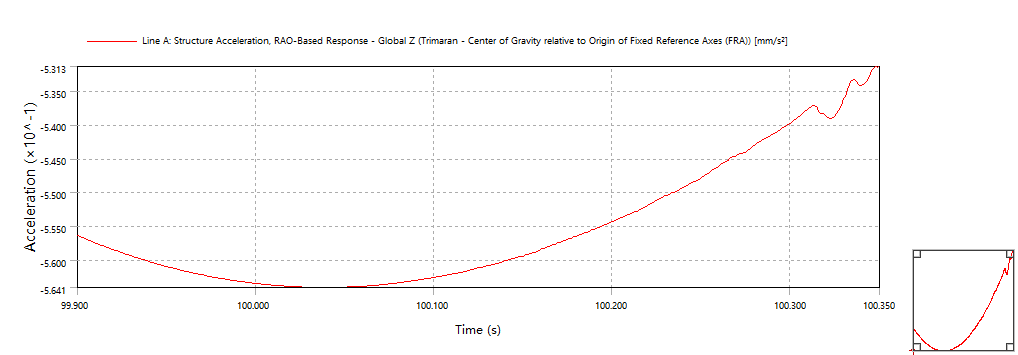 Line A: Structure Acceleration, RAO-Based Response - Global Z (Trimaran - Center of Gravity relative to Origin of Fixed Reference Axes (FRA)) [mm/s²]
-5.313
-5.350
-5.400
-5.450
-5.500
-5.550
-5.600
-5.641
Acceleration (×10^-1)
99.900 100.000 100.100 100.200 100.300 100.350
Time (s)